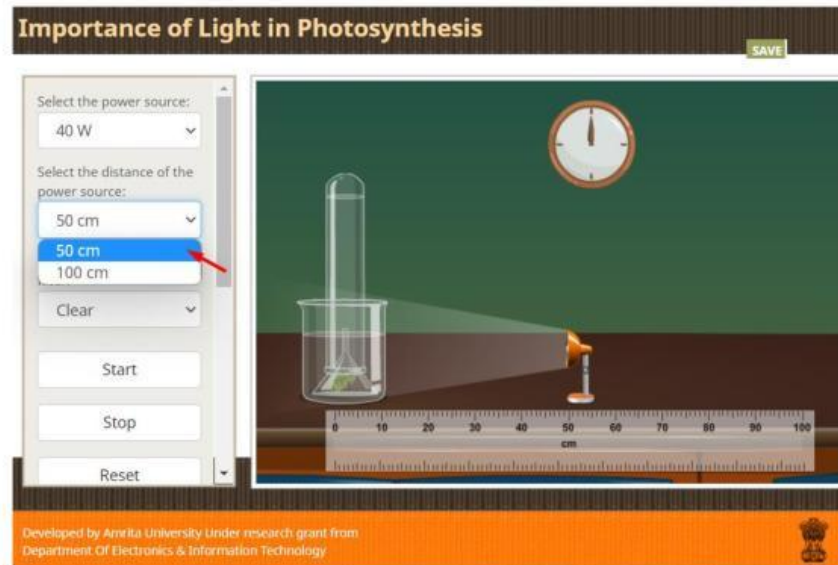 Importance of Light in Photosynthesis
SAVE
Select the power source:
40 W
Select the distance of the
power source:
50 cm
50 cm
100 cm
Clear
Start
Stop
Reset
0 10 20 30 40 50 60 70 80 90 100
cm
Developed by Amrita University Under research grant from
Department Of Electronics & Information Technology